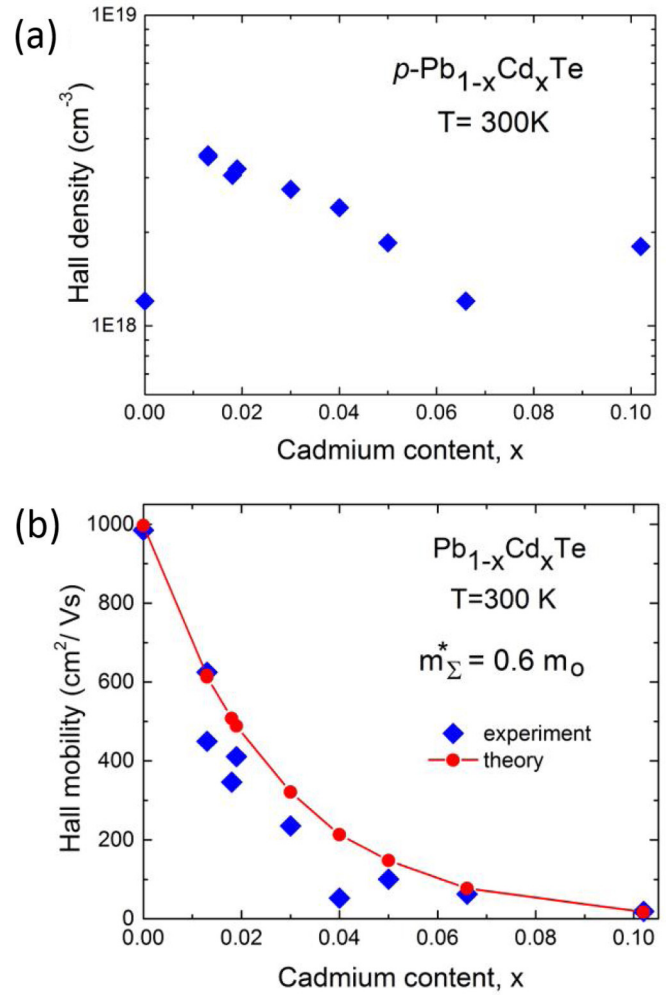 (a)
1E19
1E18
Hall density (cm⁻³)
p-Pb₁₋ₓCdₓTe
T= 300K
0.00 0.02 0.04 0.06 0.08 0.10
Cadmium content, x
(b)
1000
800
600
400
200
0
Hall mobility (cm²/ Vs)
Pb₁₋ₓCdₓTe
T=300 K
m*_Σ = 0.6 mₒ
experiment
theory
0.00 0.02 0.04 0.06 0.08 0.10
Cadmium content, x